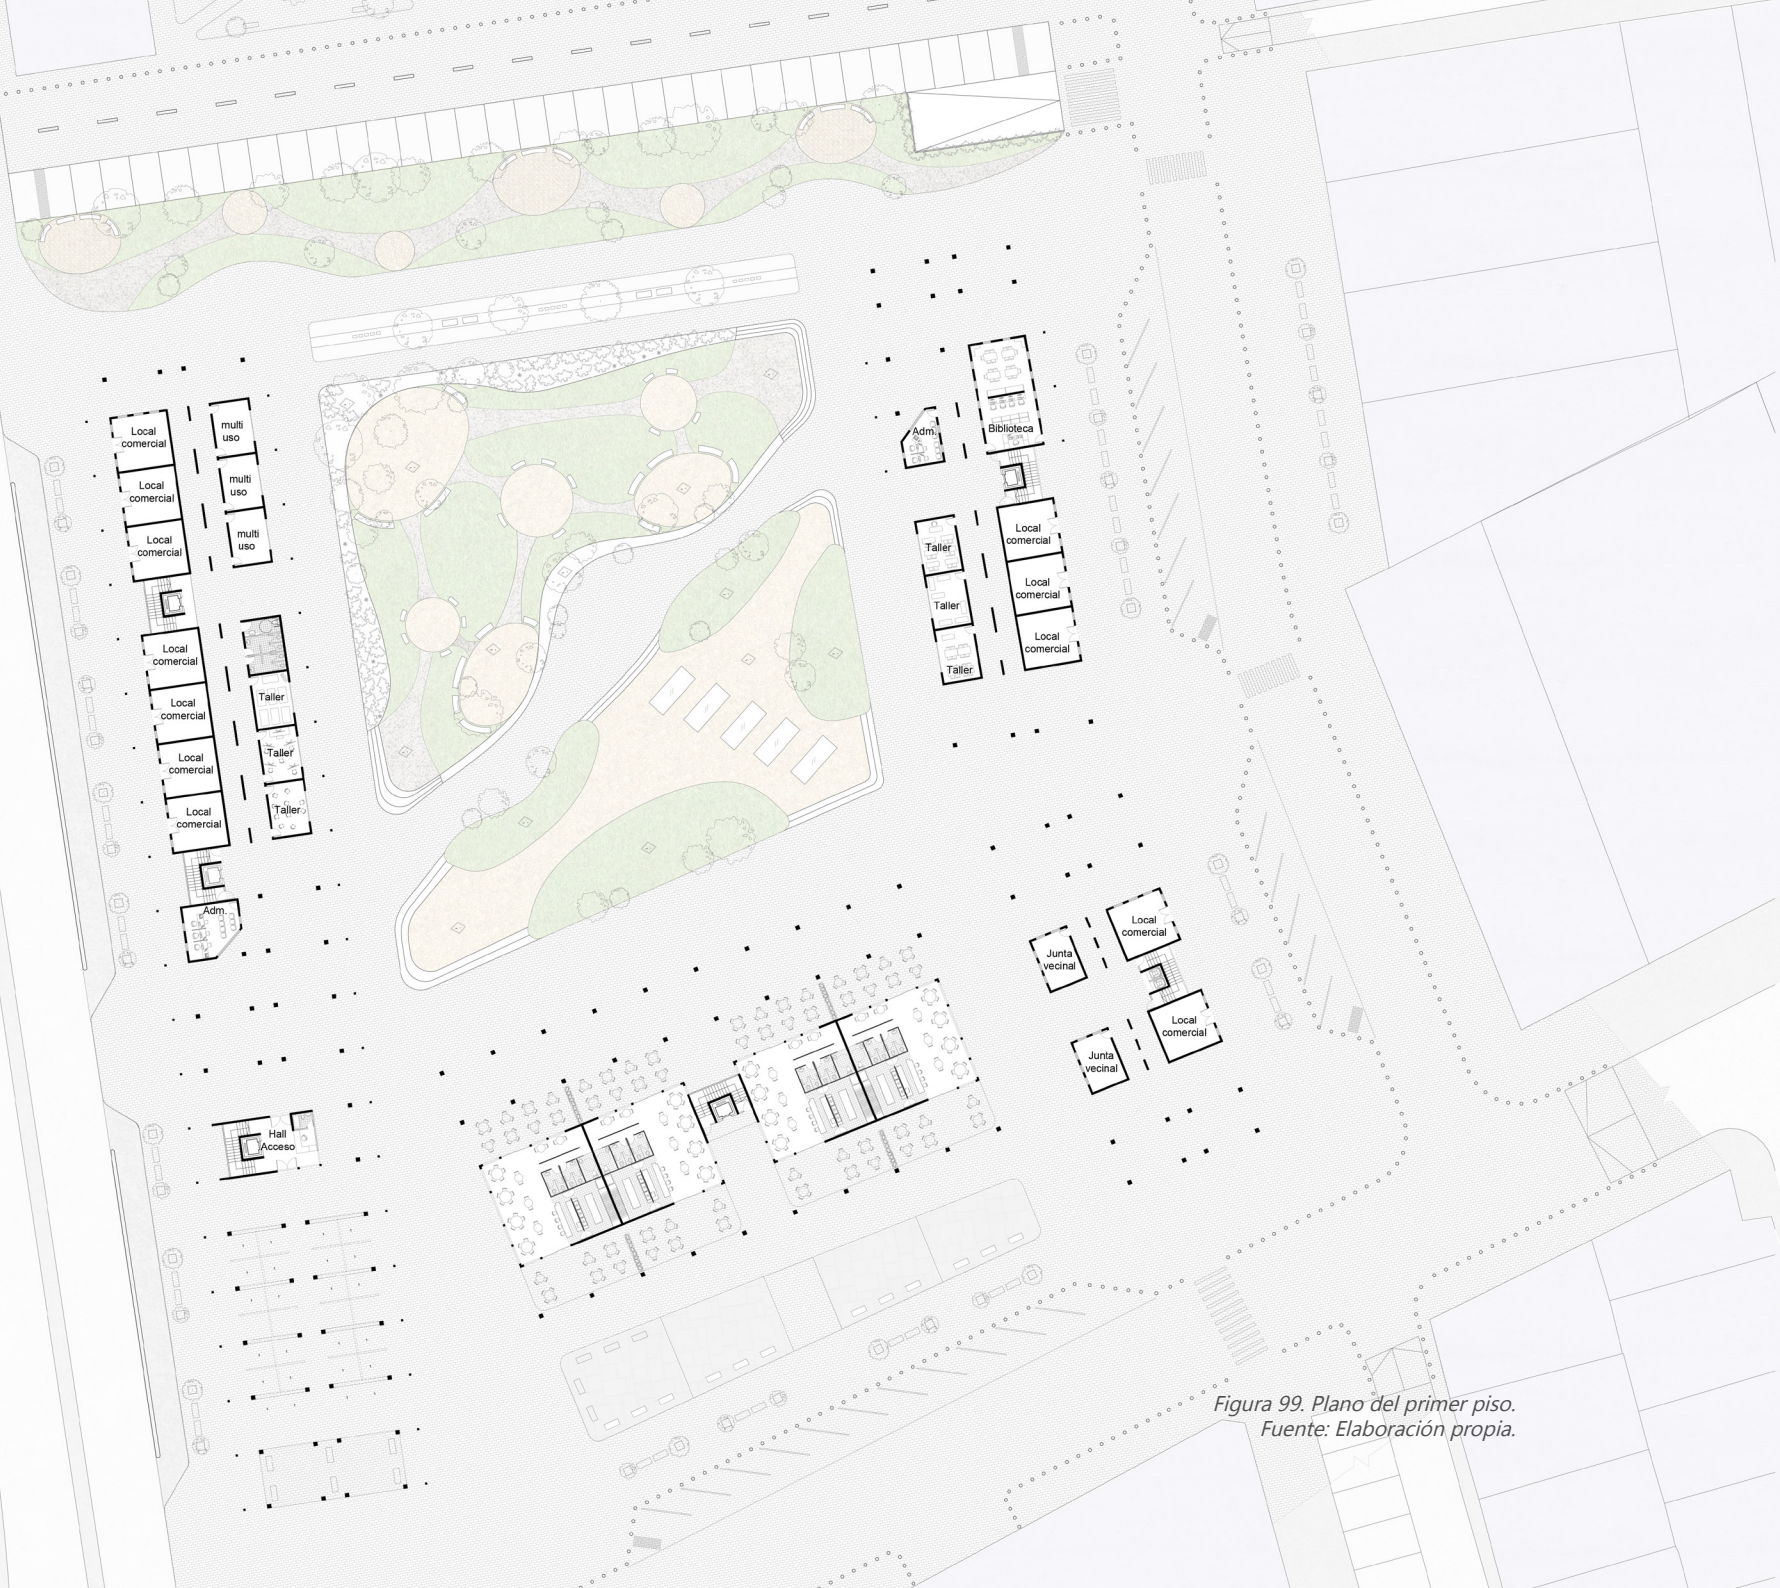 Local
comercial
Local
comercial
Local
comercial
multi
uso
multi
uso
multi
uso
Local
comercial
Local
comercial
Local
comercial
Local
comercial
Taller
Taller
Taller
Adm.
Hall
Acceso
Adm.
Biblioteca
Taller
Taller
Taller
Local
comercial
Local
comercial
Local
comercial
Local
comercial
Junta
vecinal
Local
comercial
Junta
vecinal
Figura 99. Plano del primer piso.
Fuente: Elaboración propia.